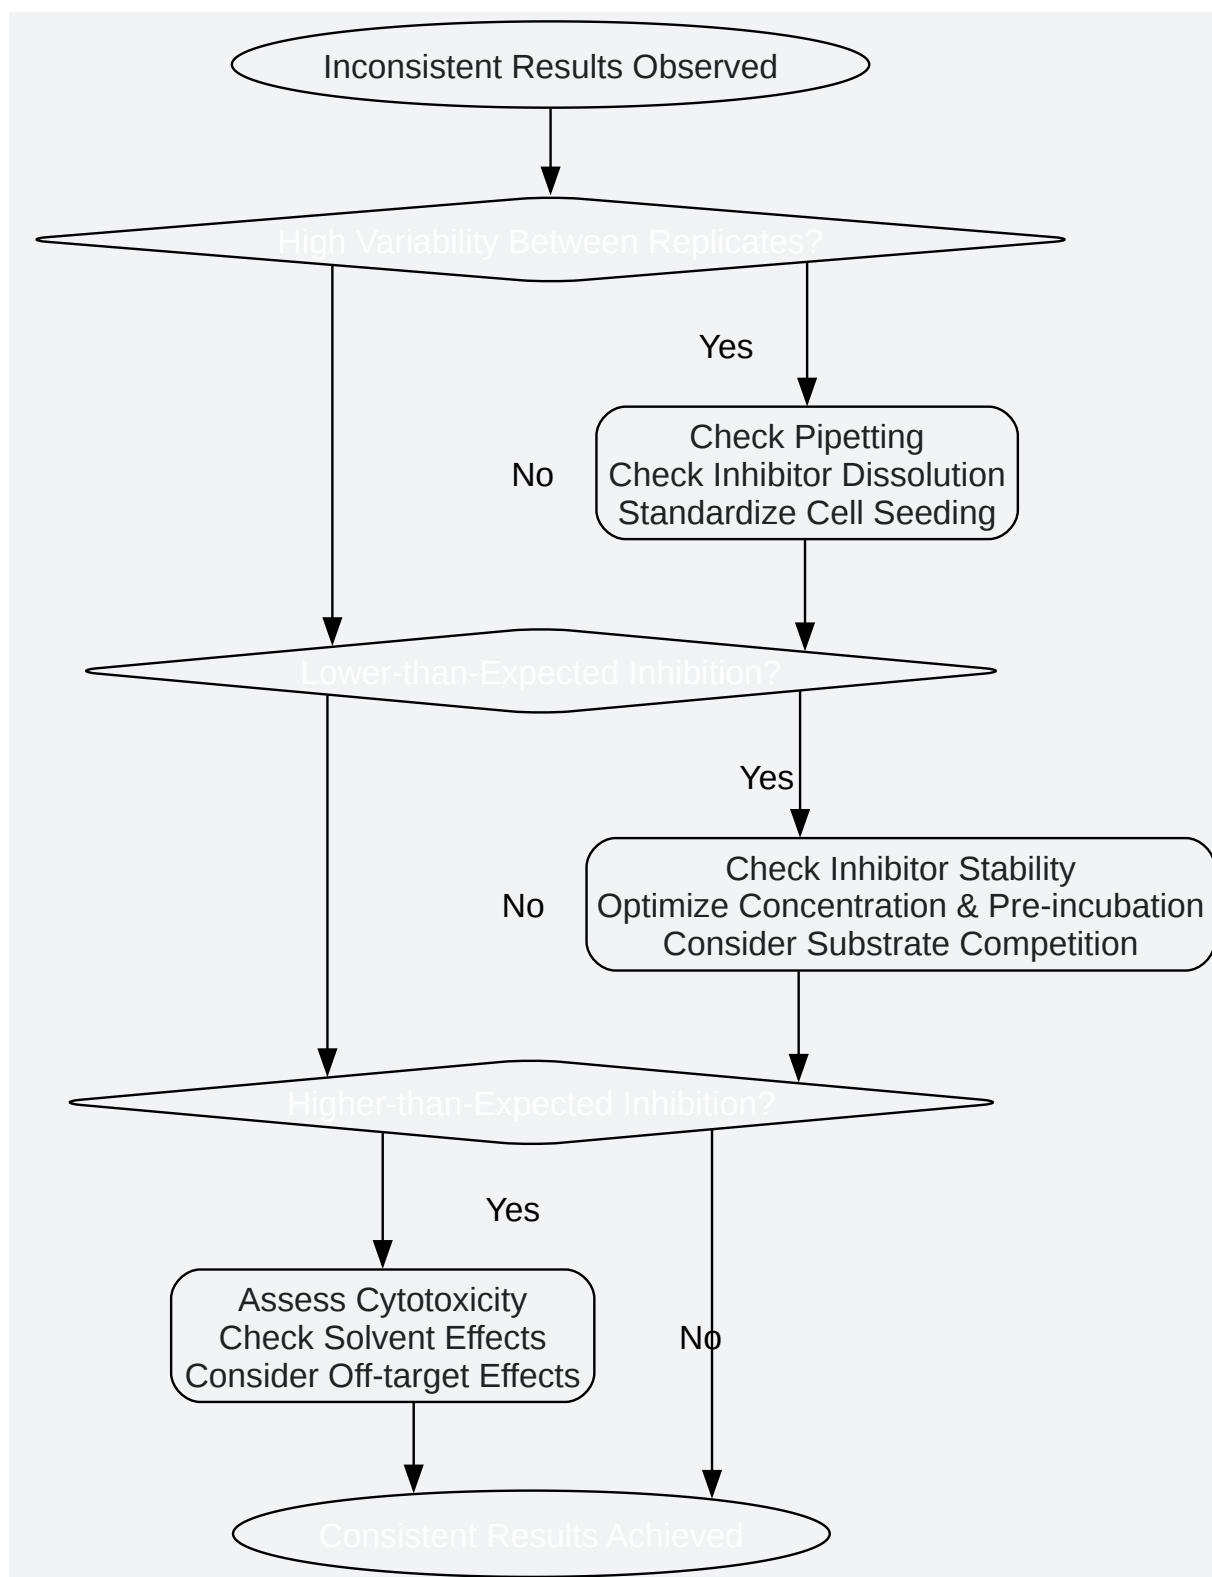 Inconsistent Results Observed
High Variability Between Replicates?
Yes
Check Pipetting
Check Inhibitor Dissolution
Standardize Cell Seeding
No
Lower-than-Expected Inhibition?
Yes
Check Inhibitor Stability
Optimize Concentration & Pre-incubation
Consider Substrate Competition
No
Higher-than-Expected Inhibition?
Yes
Assess Cytotoxicity
Check Solvent Effects
Consider Off-target Effects
No
Consistent Results Achieved